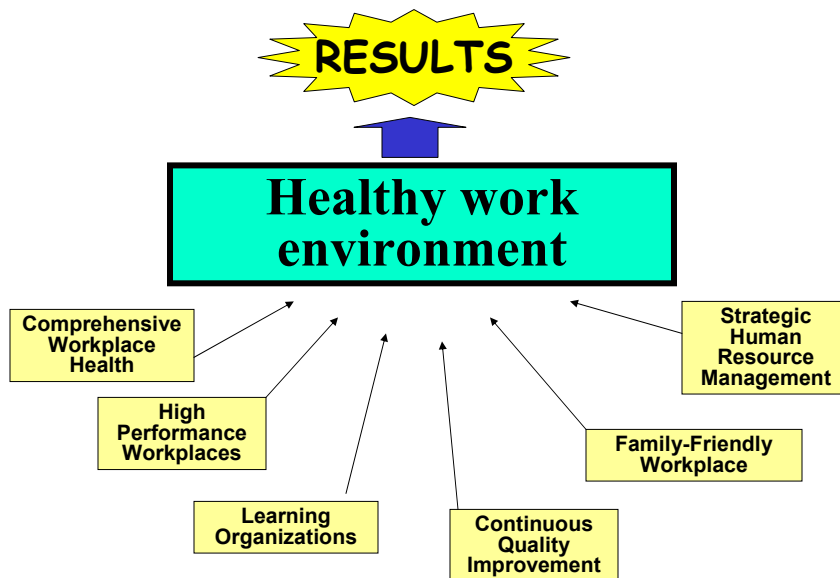 RESULTS
Healthy work
environment
Comprehensive
Workplace
Health
High
Performance
Workplaces
Learning
Organizations
Continuous
Quality
Improvement
Family-Friendly
Workplace
Strategic
Human
Resource
Management